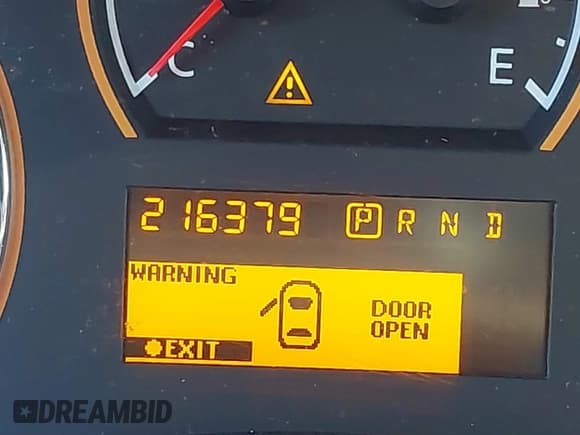 C
E
216379 P R N D
WARNING
DOOR
OPEN
EXIT
DREAMBID